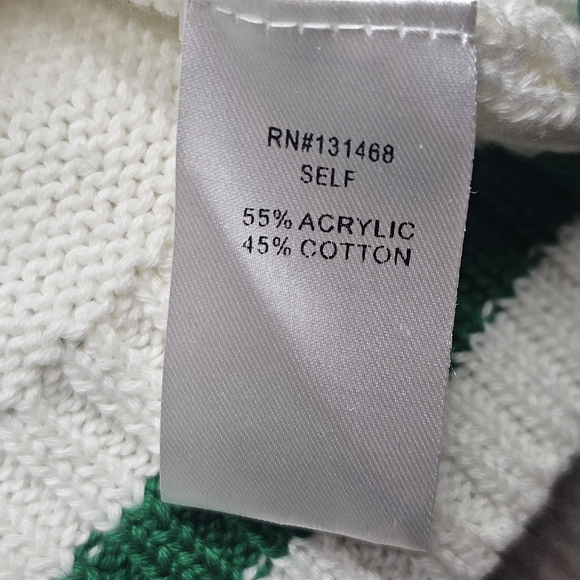 RN#131468
SELF
55% ACRYLIC
45% COTTON